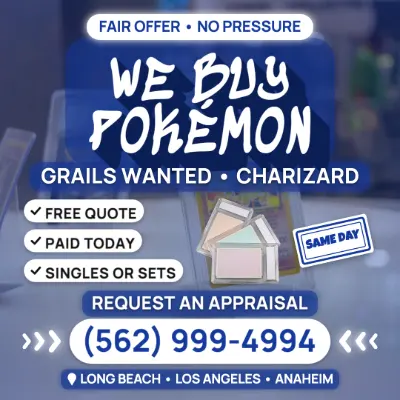 FAIR OFFER • NO PRESSURE
WE BUY
POKÉMON
GRAILS WANTED • CHARIZARD
✓ FREE QUOTE
✓ PAID TODAY
✓ SINGLES OR SETS
SAME DAY
REQUEST AN APPRAISAL
(562) 999-4994
LONG BEACH • LOS ANGELES • ANAHEIM